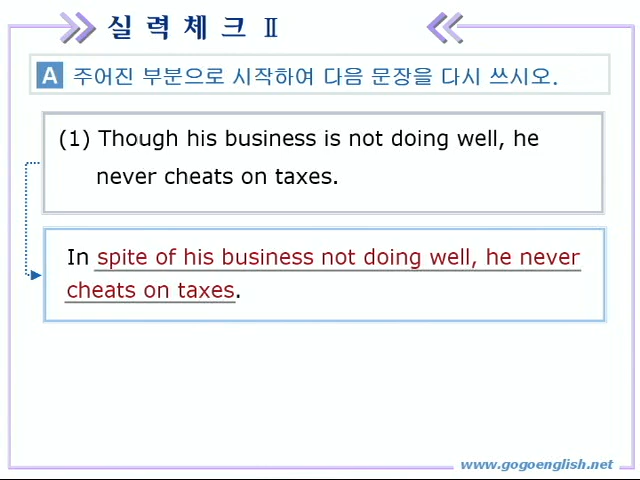 실 력 체 크 Ⅱ
A 주어진 부분으로 시작하여 다음 문장을 다시 쓰시오.
(1) Though his business is not doing well, he
never cheats on taxes.
In spite of his business not doing well, he never
cheats on taxes.
www.gogoenglish.net